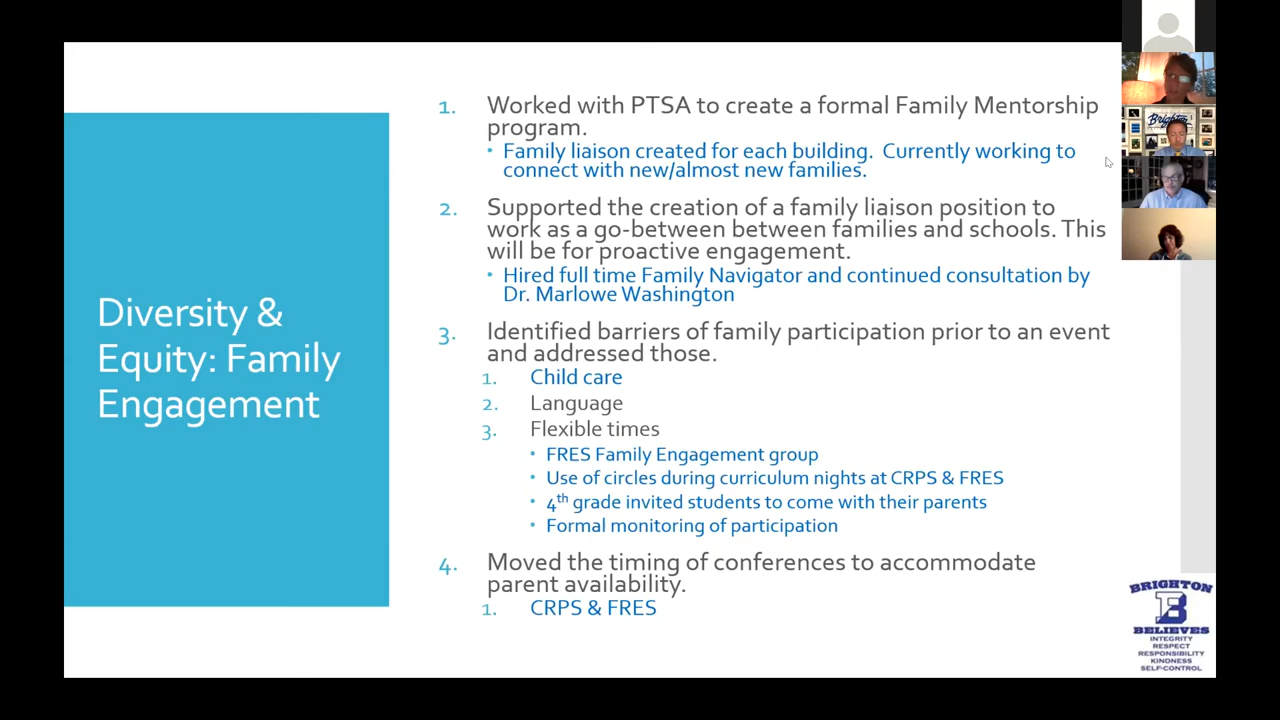 Diversity &
Equity: Family
Engagement
1. Worked with PTSA to create a formal Family Mentorship
program.
• Family liaison created for each building. Currently working to
connect with new/almost new families.
2. Supported the creation of a family liaison position to
work as a go-between between families and schools. This
will be for proactive engagement.
• Hired full time Family Navigator and continued consultation by
Dr. Marlowe Washington
3. Identified barriers of family participation prior to an event
and addressed those.
1. Child care
2. Language
3. Flexible times
• FRES Family Engagement group
• Use of circles during curriculum nights at CRPS & FRES
• 4th grade invited students to come with their parents
• Formal monitoring of participation
4. Moved the timing of conferences to accommodate
parent availability.
1. CRPS & FRES
Brighton
BRIGHTON
B
BELIEVES
INTEGRITY
RESPECT
RESPONSIBILITY
KINDNESS
SELF-CONTROL